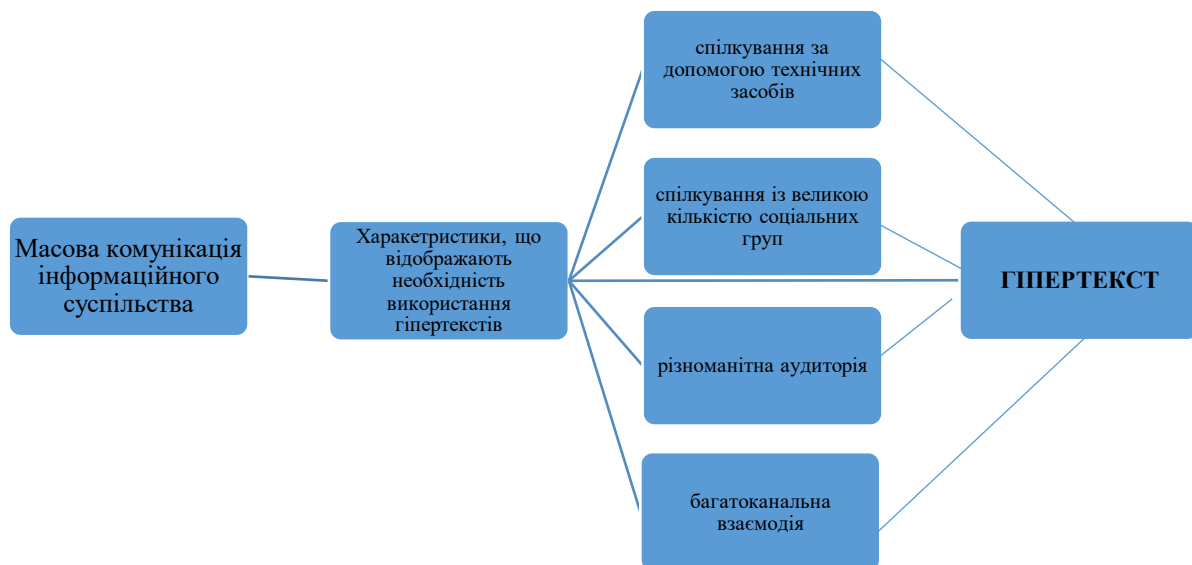 Масова комунікація
інформаційного
суспільства
Харакетристики, що
відображають
необхідність
використання
гіпертекстів
спілкування за
допомогою технічних
засобів
спілкування із великою
кількістю соціальних
груп
різноманітна аудиторія
багатоканальна
взаємодія
ГІПЕРТЕКСТ